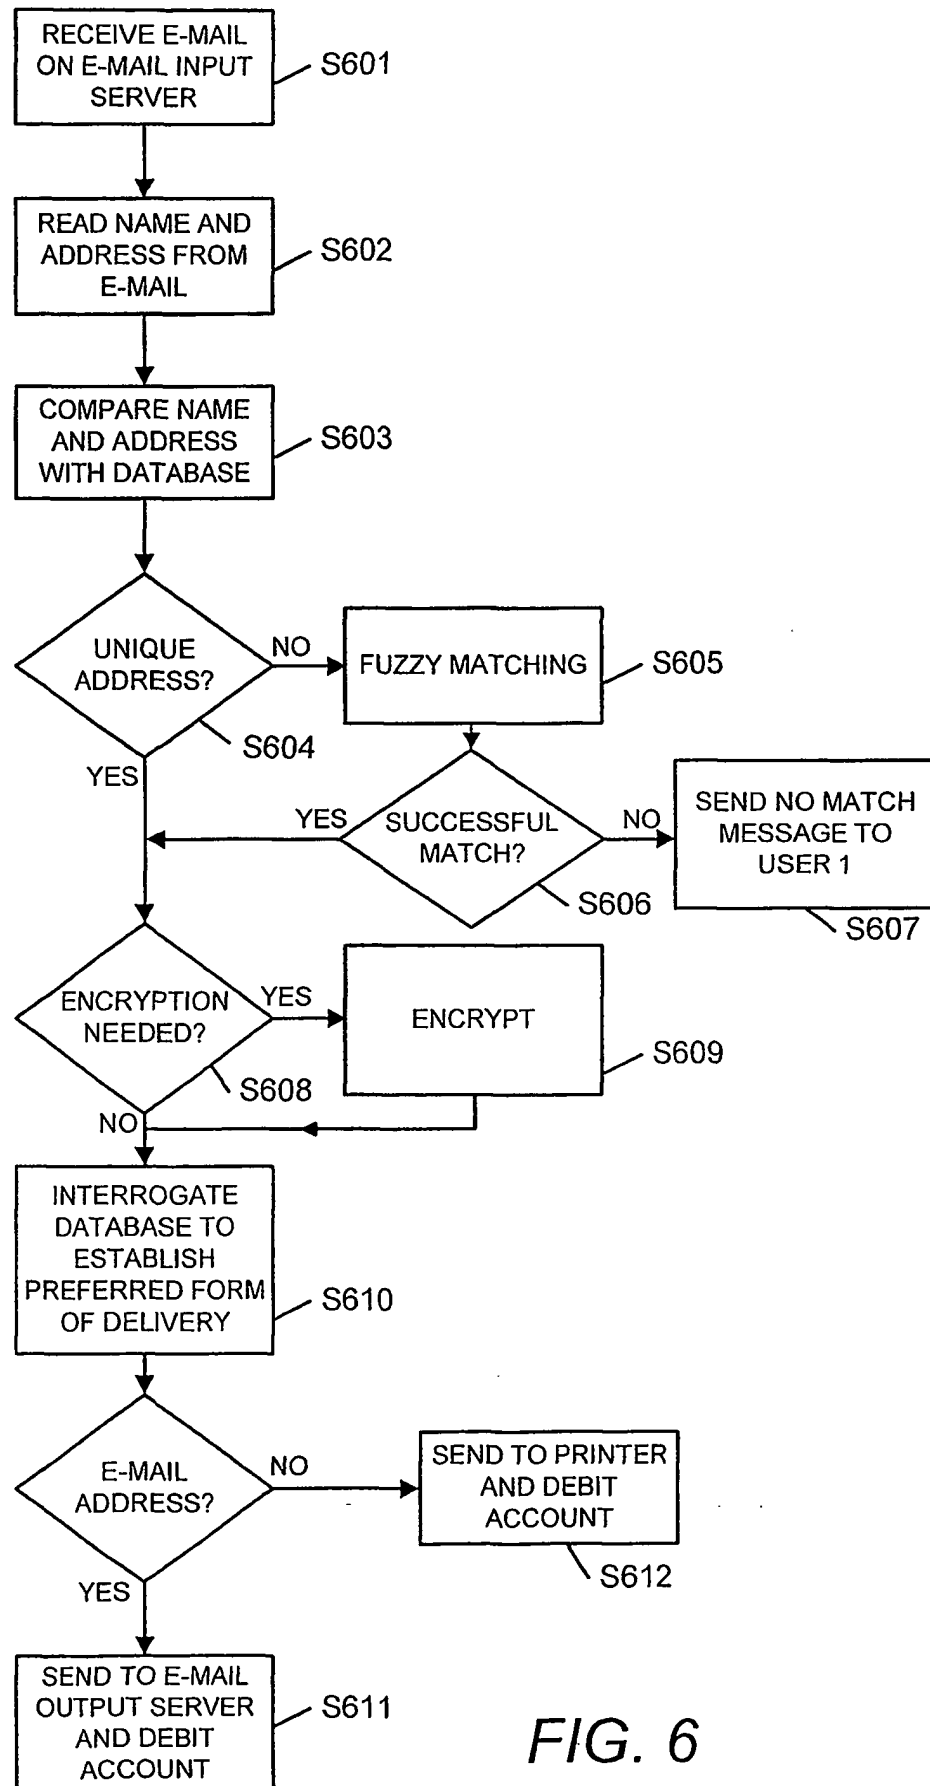 RECEIVE E-MAIL
ON E-MAIL INPUT
SERVER
S601
READ NAME AND
ADDRESS FROM
E-MAIL
S602
COMPARE NAME
AND ADDRESS
WITH DATABASE
S603
UNIQUE
ADDRESS?
NO
S604
YES
FUZZY MATCHING
S605
SUCCESSFUL
MATCH?
YES
NO
S606
SEND NO MATCH
MESSAGE TO
USER 1
S607
ENCRYPTION
NEEDED?
YES
S608
NO
ENCRYPT
S609
INTERROGATE
DATABASE TO
ESTABLISH
PREFERRED FORM
OF DELIVERY
S610
E-MAIL
ADDRESS?
NO
YES
SEND TO PRINTER
AND DEBIT
ACCOUNT
S612
SEND TO E-MAIL
OUTPUT SERVER
AND DEBIT
ACCOUNT
S611
FIG. 6